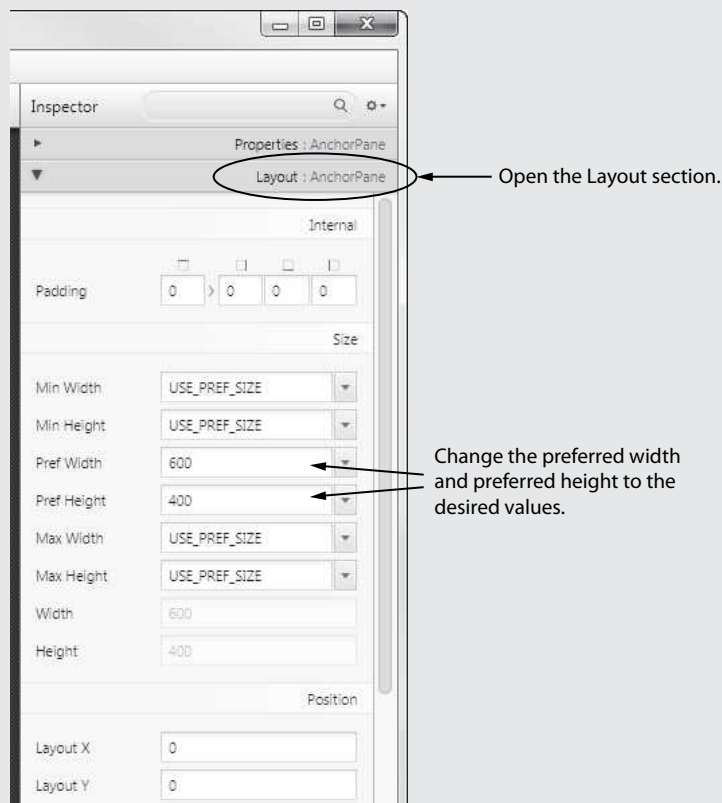 Inspector
Properties : AnchorPane
Layout : AnchorPane
Open the Layout section.
Internal
Padding 0 0 0 0
Size
Min Width USE_PREF_SIZE
Min Height USE_PREF_SIZE
Pref Width 600
Change the preferred width
and preferred height to the
desired values.
Pref Height 400
Max Width USE_PREF_SIZE
Max Height USE_PREF_SIZE
Width 600
Height 400
Position
Layout X 0
Layout Y 0